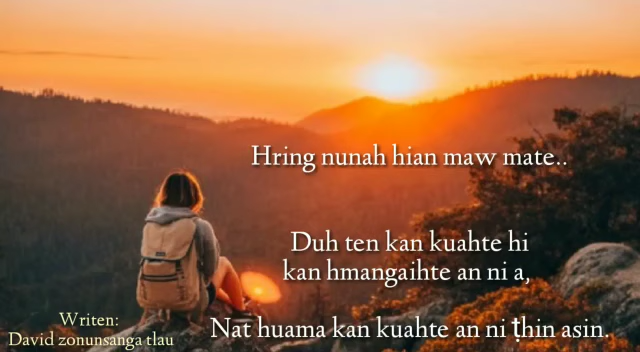 Hring nunah hian maw mate..
Duh ten kan kuahte hi
kan hmangaihte an ni a,
Nat huama kan kuahte an ni ṭhin asin.
Writen:
David zonunsanga tlau